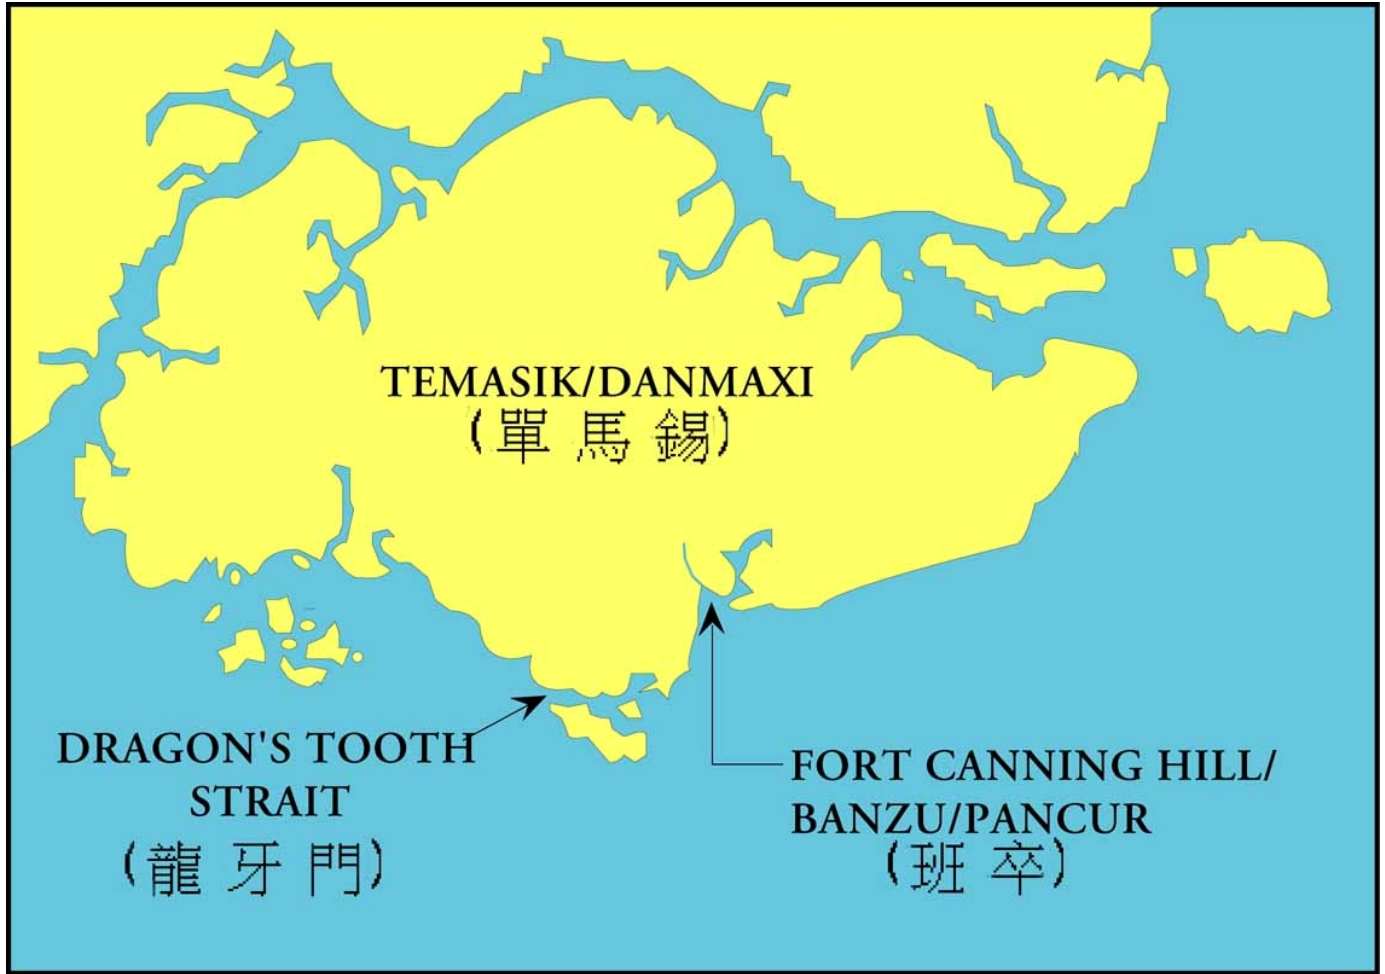 TEMASIK/DANMAXI
(單 馬 錫)
DRAGON'S TOOTH
STRAIT
(龍 牙 門)
FORT CANNING HILL/
BANZU/PANCUR
(班 卒)